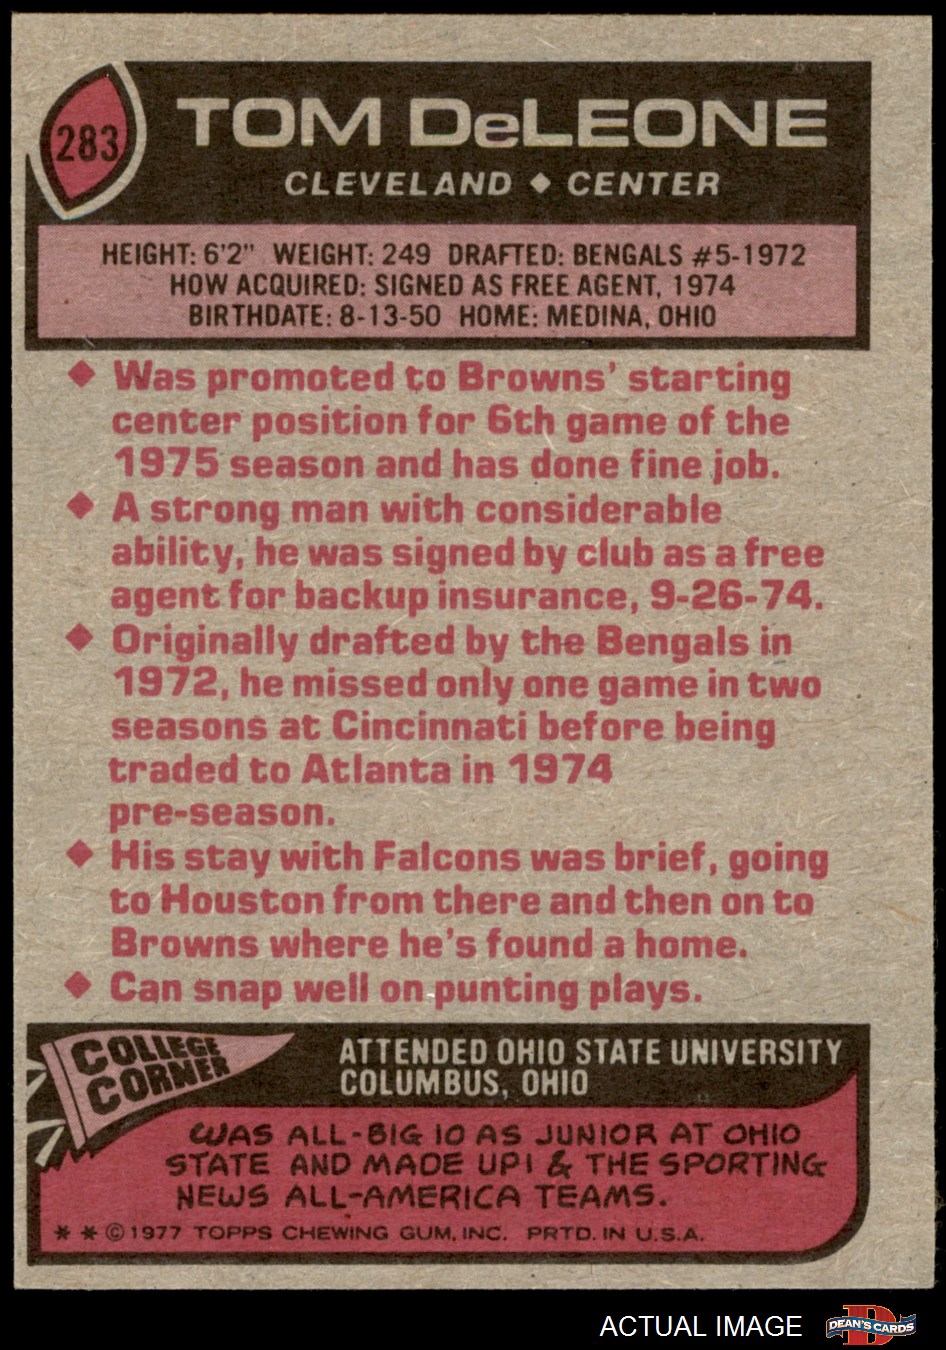 283
TOM DeLEONE
CLEVELAND ◆ CENTER
HEIGHT: 6'2" WEIGHT: 249 DRAFTED: BENGALS #5-1972
HOW ACQUIRED: SIGNED AS FREE AGENT, 1974
BIRTHDATE: 8-13-50 HOME: MEDINA, OHIO
◆ Was promoted to Browns' starting
center position for 6th game of the
1975 season and has done fine job.
◆ A strong man with considerable
ability, he was signed by club as a free
agent for backup insurance, 9-26-74.
◆ Originally drafted by the Bengals in
1972, he missed only one game in two
seasons at Cincinnati before being
traded to Atlanta in 1974
pre-season.
◆ His stay with Falcons was brief, going
to Houston from there and then on to
Browns where he's found a home.
◆ Can snap well on punting plays.
COLLEGE
CORNER
ATTENDED OHIO STATE UNIVERSITY
COLUMBUS, OHIO
WAS ALL-BIG 10 AS JUNIOR AT OHIO
STATE AND MADE UPI & THE SPORTING
NEWS ALL-AMERICA TEAMS.
* * © 1977 TOPPS CHEWING GUM, INC. PRTD. IN U.S.A.
ACTUAL IMAGE
D
DEAN'S CARDS